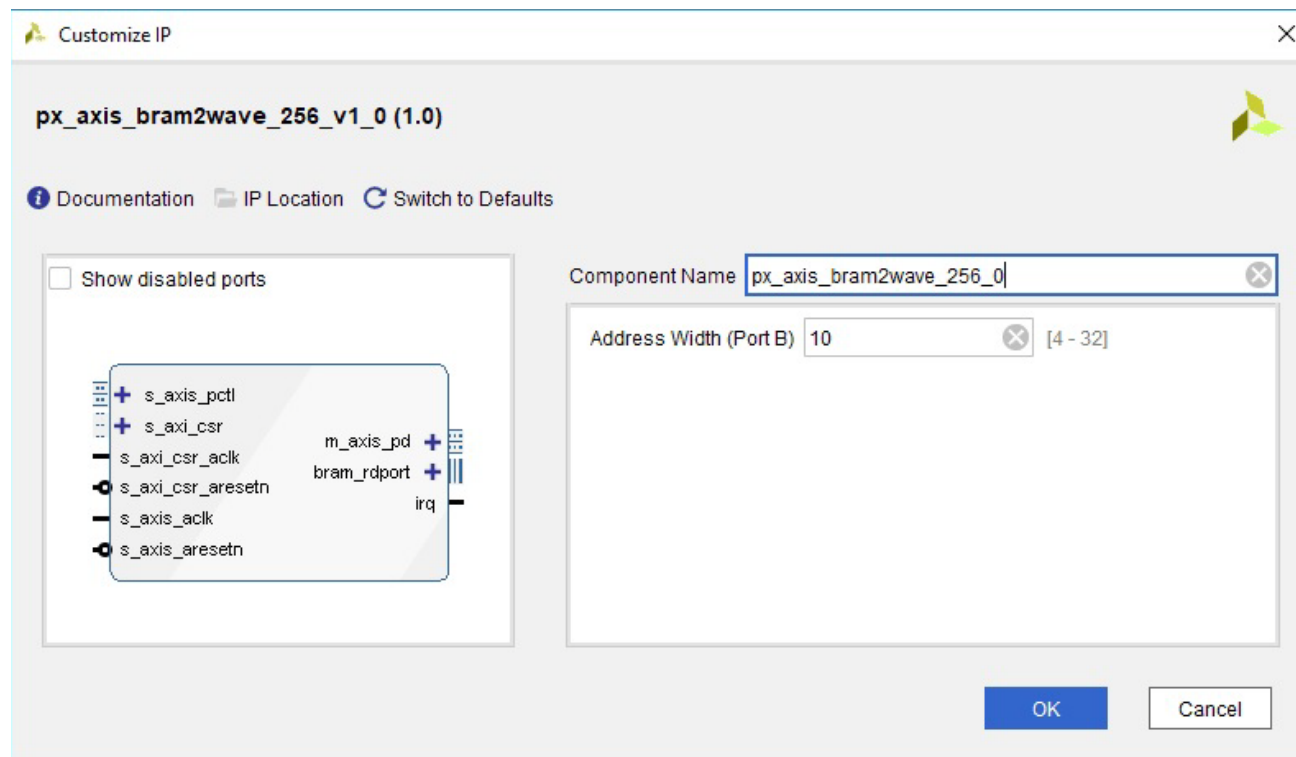 Customize IP
px_axis_bram2wave_256_v1_0 (1.0)
Documentation IP Location Switch to Defaults
Show disabled ports
s_axis_pctl
s_axi_csr
s_axi_csr_aclk
s_axi_csr_aresetn
s_axis_aclk
s_axis_aresetn
m_axis_pd
bram_rdport
irq
Component Name px_axis_bram2wave_256_0
Address Width (Port B) 10 [4 - 32]
OK Cancel